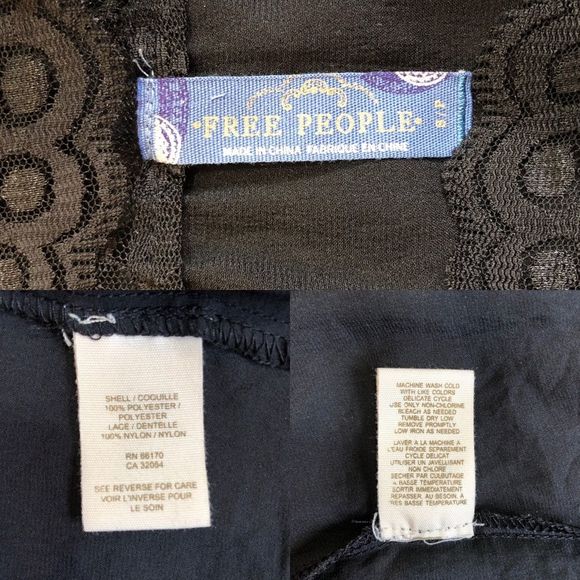 ·FREE PEOPLE·
S/P
MADE IN CHINA FABRIQUE EN CHINE
SHELL / COQUILLE
100% POLYESTER /
POLYESTER
LACE / DENTELLE
100% NYLON / NYLON
RN 66170
CA 32054
SEE REVERSE FOR CARE
VOIR L'INVERSE POUR
LE SOIN
MACHINE WASH COLD
WITH LIKE COLORS
DELICATE CYCLE
USE ONLY NON-CHLORINE
BLEACH AS NEEDED
TUMBLE DRY LOW
REMOVE PROMPTLY
LOW IRON AS NEEDED
LAVER À LA MACHINE A
L'EAU FROIDE SEPAREMENT
CYCLE DELICAT
UTILISER UN JAVELLISANT
NON CHLORE
SECHER PAR CULBUTAGE
A BASSE TEMPERATURE
SORTIR IMMEDIATEMENT
REPASSER, AU BESOIN, A
TRES BASSE TEMPERATURE